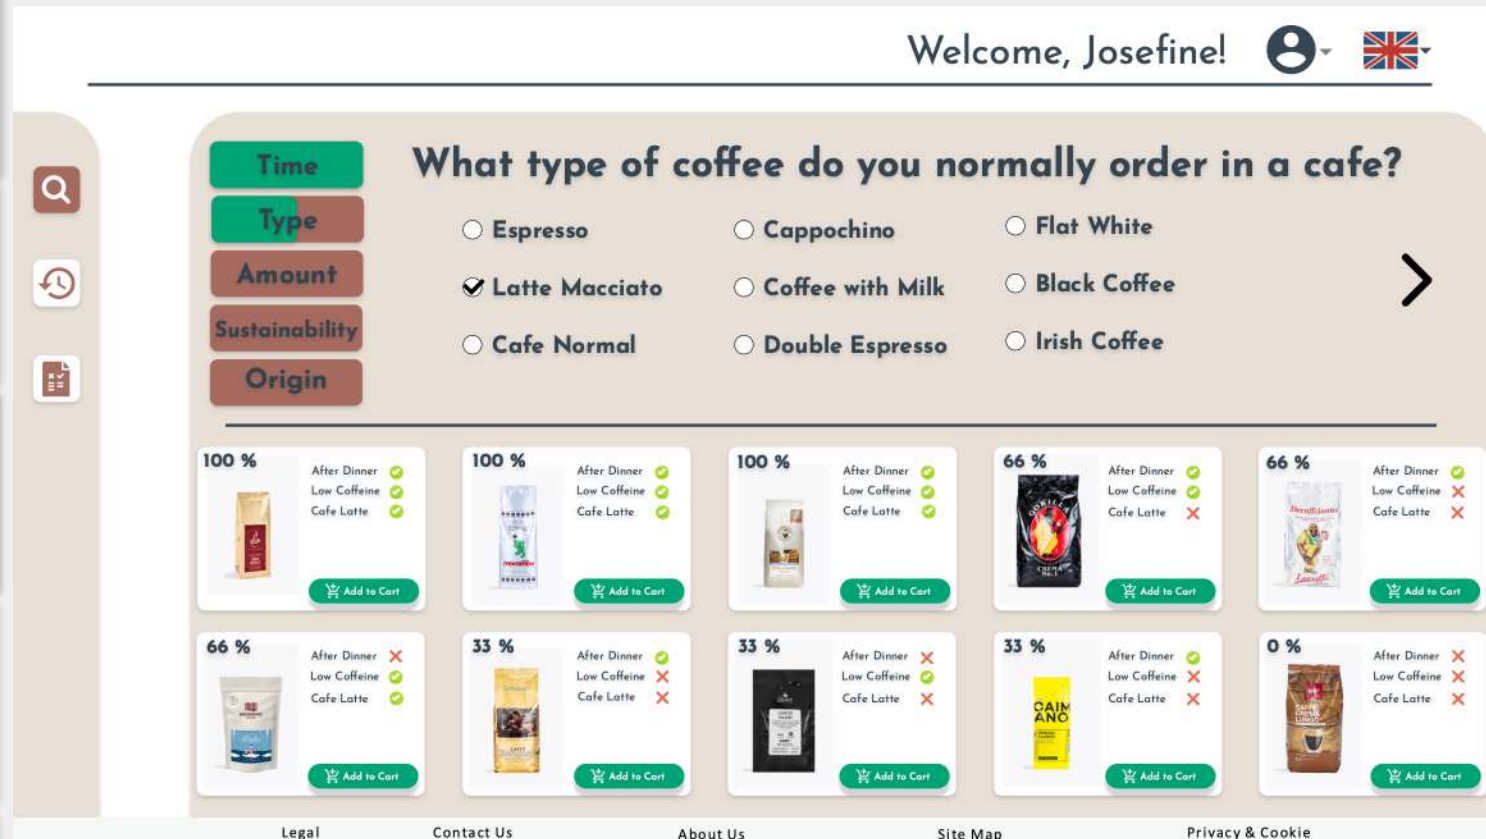 Welcome, Josefine!
Time
Type
Amount
Sustainability
Origin
What type of coffee do you normally order in a cafe?
Espresso
Cappochino
Flat White
Latte Macciato
Coffee with Milk
Black Coffee
Cafe Normal
Double Espresso
Irish Coffee
100 %
After Dinner
Low Coffeine
Cafe Latte
Add to Cart
100 %
After Dinner
Low Coffeine
Cafe Latte
Add to Cart
100 %
After Dinner
Low Coffeine
Cafe Latte
Add to Cart
66 %
After Dinner
Low Coffeine
Cafe Latte
GORILLA
CREMA
No.1
Add to Cart
66 %
After Dinner
Low Coffeine
Cafe Latte
Add to Cart
66 %
After Dinner
Low Coffeine
Cafe Latte
Add to Cart
33 %
After Dinner
Low Coffeine
Cafe Latte
Add to Cart
33 %
After Dinner
Low Coffeine
Cafe Latte
Add to Cart
33 %
After Dinner
Low Coffeine
Cafe Latte
CAIM
ANO
Add to Cart
0 %
After Dinner
Low Coffeine
Cafe Latte
Add to Cart
Legal
Contact Us
About Us
Site Map
Privacy & Cookie